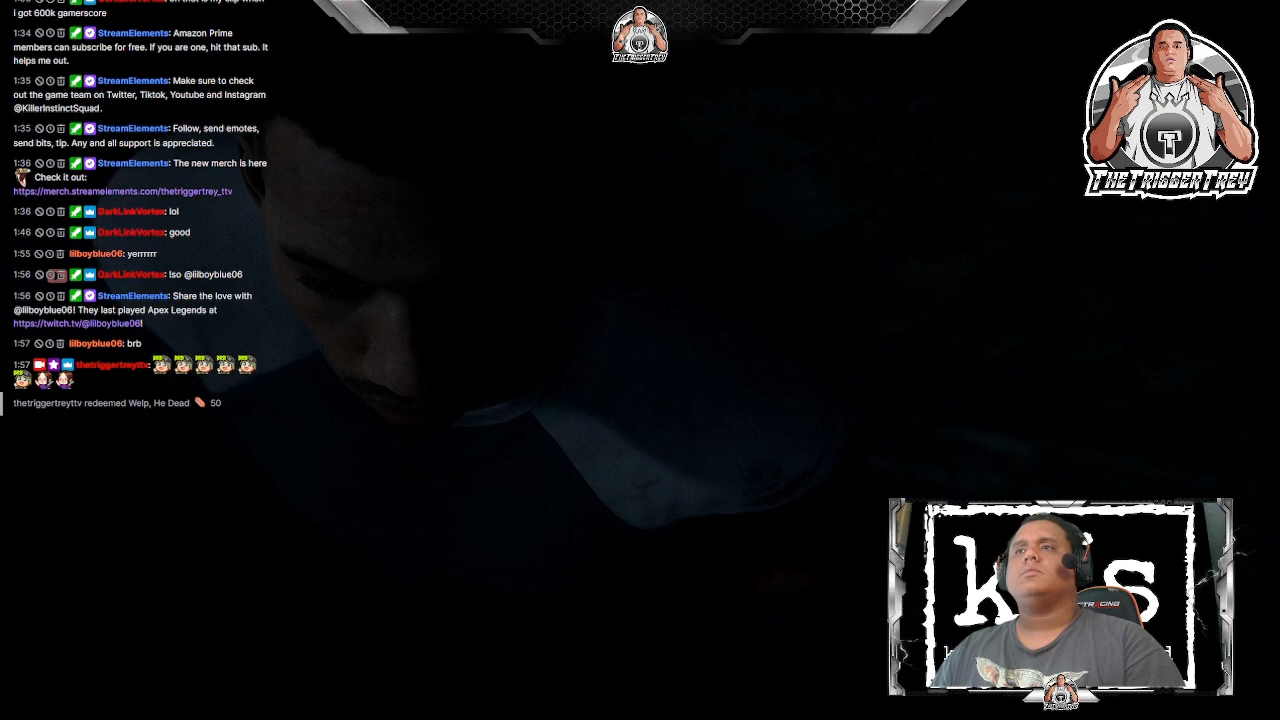 i got 600k gamerscore
1:34 StreamElements: Amazon Prime
members can subscribe for free. If you are one, hit that sub. It
helps me out.
1:35 StreamElements: Make sure to check
out the game team on Twitter, Tiktok, Youtube and Instagram
@KillerInstinctSquad.
1:35 StreamElements: Follow, send emotes,
send bits, tip. Any and all support is appreciated.
1:36 StreamElements: The new merch is here
Check it out:
https://merch.streamelements.com/thetriggertrey_ttv
1:36 DarkLinkVortex: lol
1:46 DarkLinkVortex: good
1:55 lilboyblue06: yerrrrrr
1:56 DarkLinkVortex: !so @lilboyblue06
1:56 StreamElements: Share the love with
@lilboyblue06! They last played Apex Legends at
https://twitch.tv/@lilboyblue06!
1:57 lilboyblue06: brb
1:57 thetriggertreyttv:
thetriggertreyttv redeemed Welp, He Dead 50
THETRIGGERTREY
T
THETRIGGERTREY